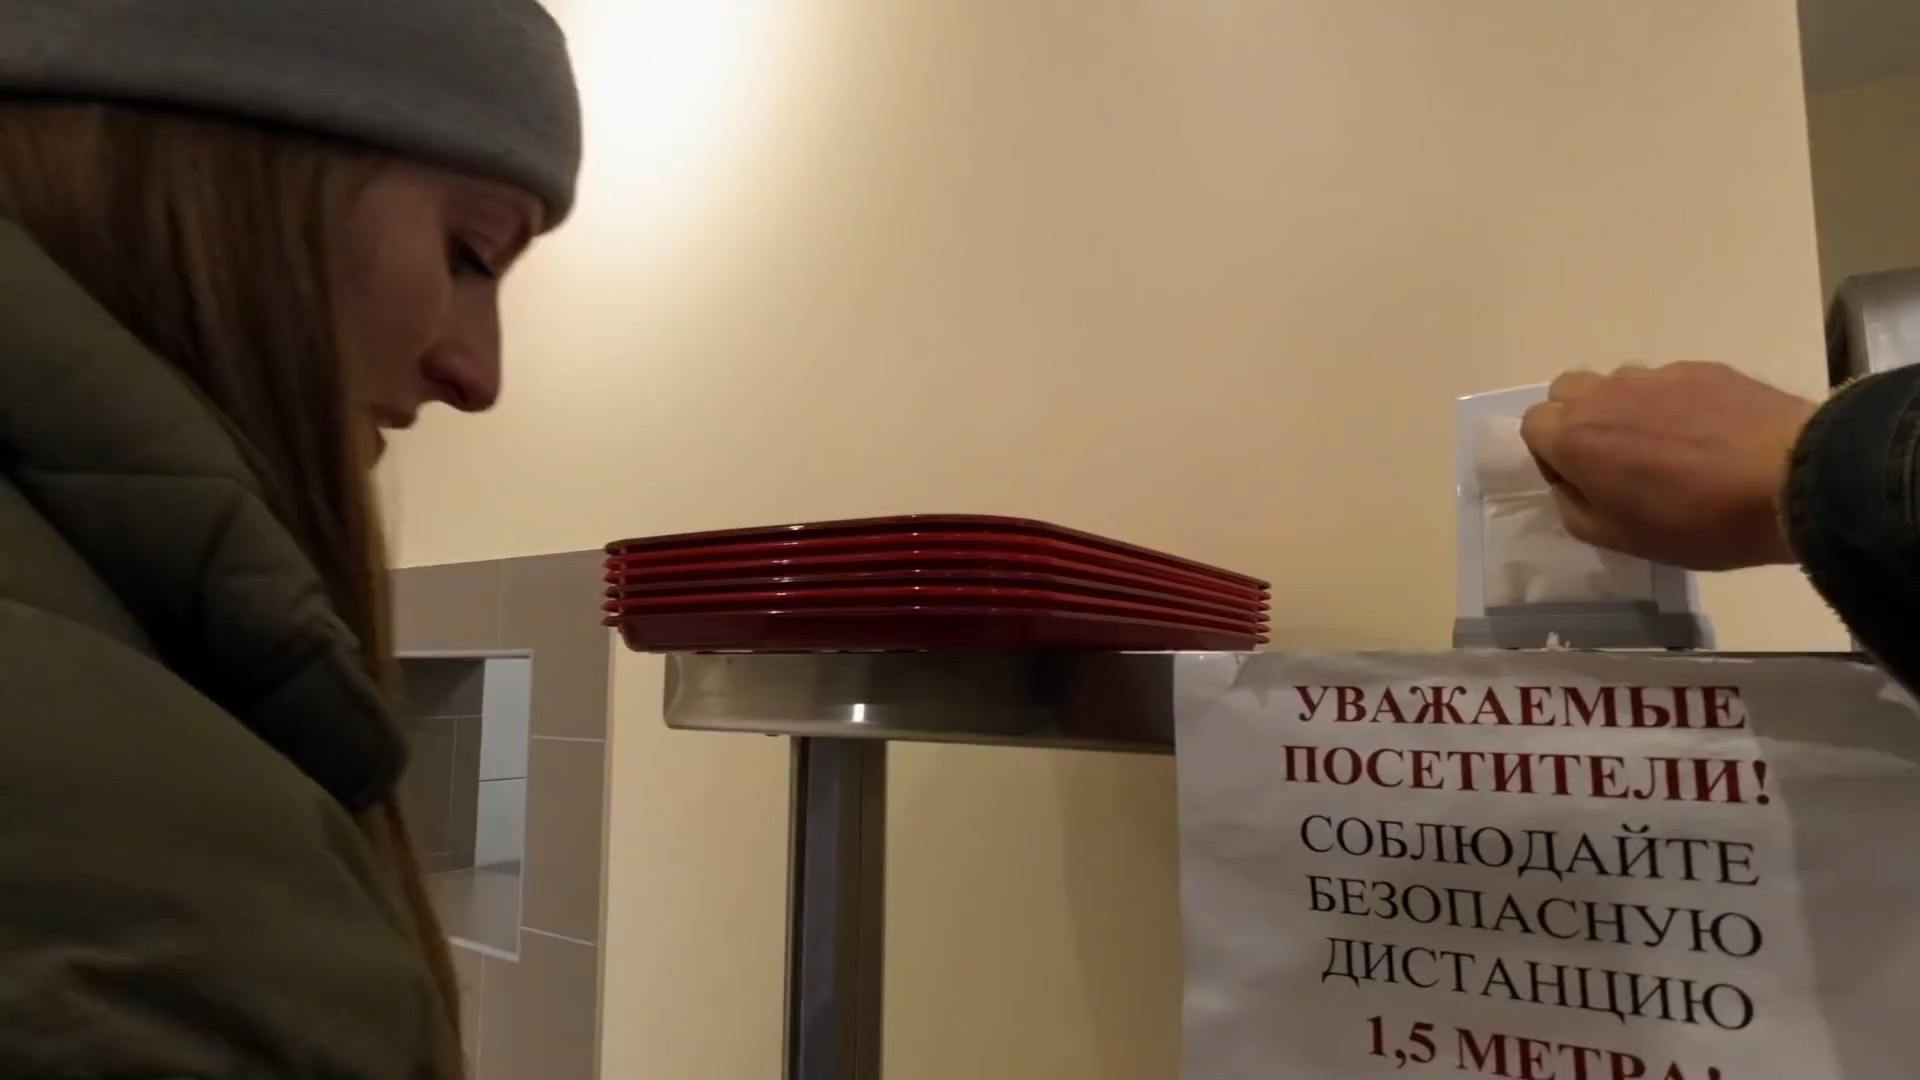 УВАЖАЕМЫЕ
ПОСЕТИТЕЛИ!
СОБЛЮДАЙТЕ
БЕЗОПАСНУЮ
ДИСТАНЦИЮ
1,5 МЕТРА!